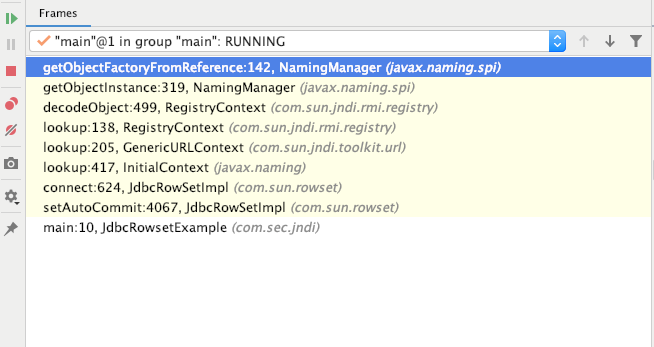 Frames
"main"@1 in group "main": RUNNING
getObjectFactoryFromReference:142, NamingManager (javax.naming.spi)
getObjectInstance:319, NamingManager (javax.naming.spi)
decodeObject:499, RegistryContext (com.sun.jndi.rmi.registry)
lookup:138, RegistryContext (com.sun.jndi.rmi.registry)
lookup:205, GenericURLContext (com.sun.jndi.toolkit.url)
lookup:417, InitialContext (javax.naming)
connect:624, JdbcRowSetImpl (com.sun.rowset)
setAutoCommit:4067, JdbcRowSetImpl (com.sun.rowset)
main:10, JdbcRowsetExample (com.sec.jndi)